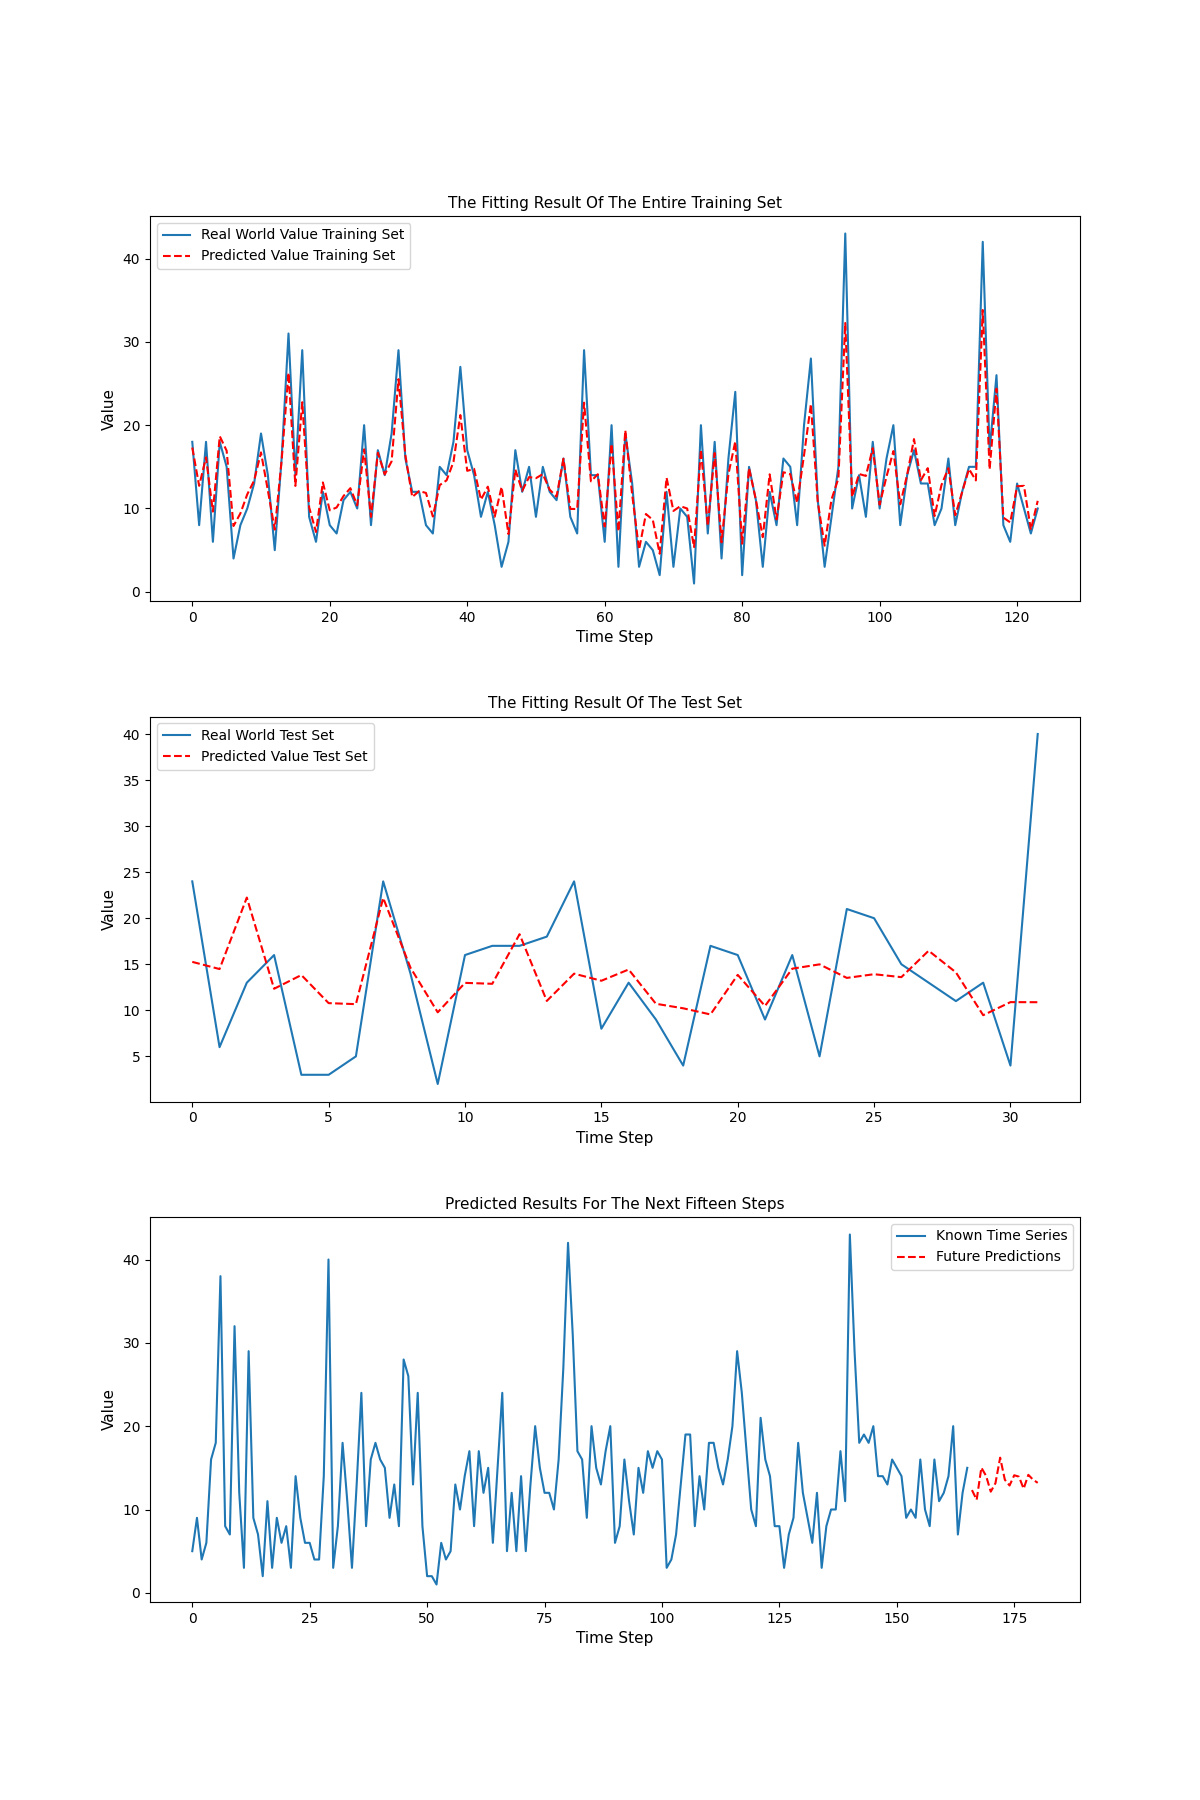 The Fitting Result Of The Entire Training Set
Real World Value Training Set
Predicted Value Training Set
Value
40
30
20
10
0
0 20 40 60 80 100 120
Time Step
The Fitting Result Of The Test Set
Real World Test Set
Predicted Value Test Set
Value
40
35
30
25
20
15
10
5
0 5 10 15 20 25 30
Time Step
Predicted Results For The Next Fifteen Steps
Known Time Series
Future Predictions
Value
40
30
20
10
0
0 25 50 75 100 125 150 175
Time Step